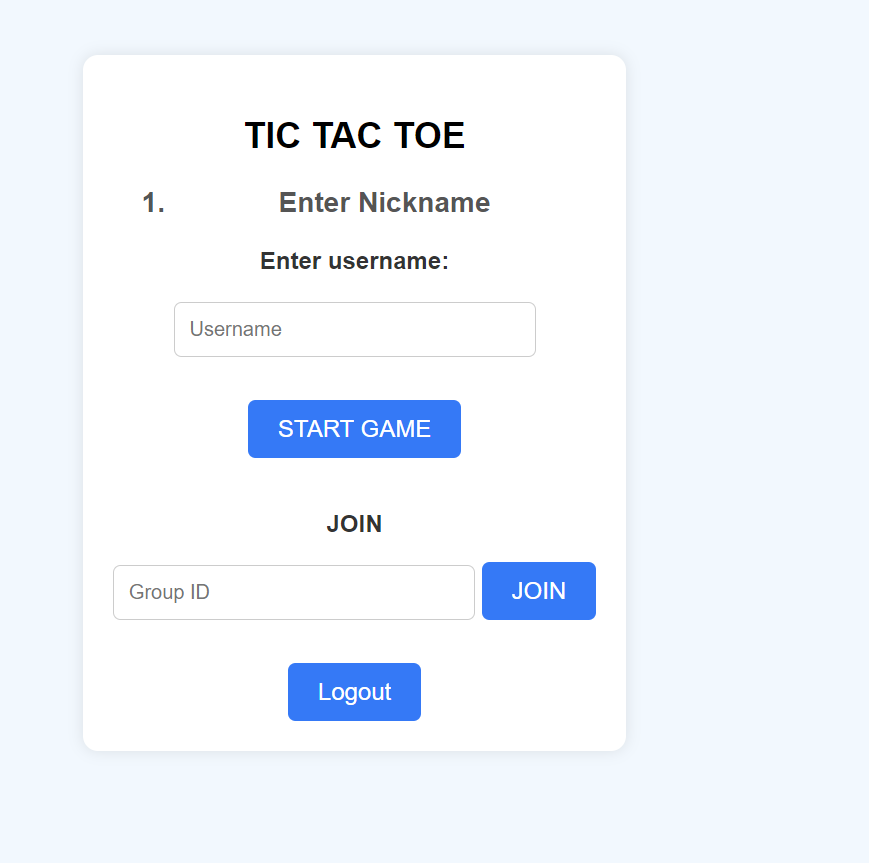 TIC TAC TOE
1. Enter Nickname
Enter username:
Username
START GAME
JOIN
Group ID JOIN
Logout